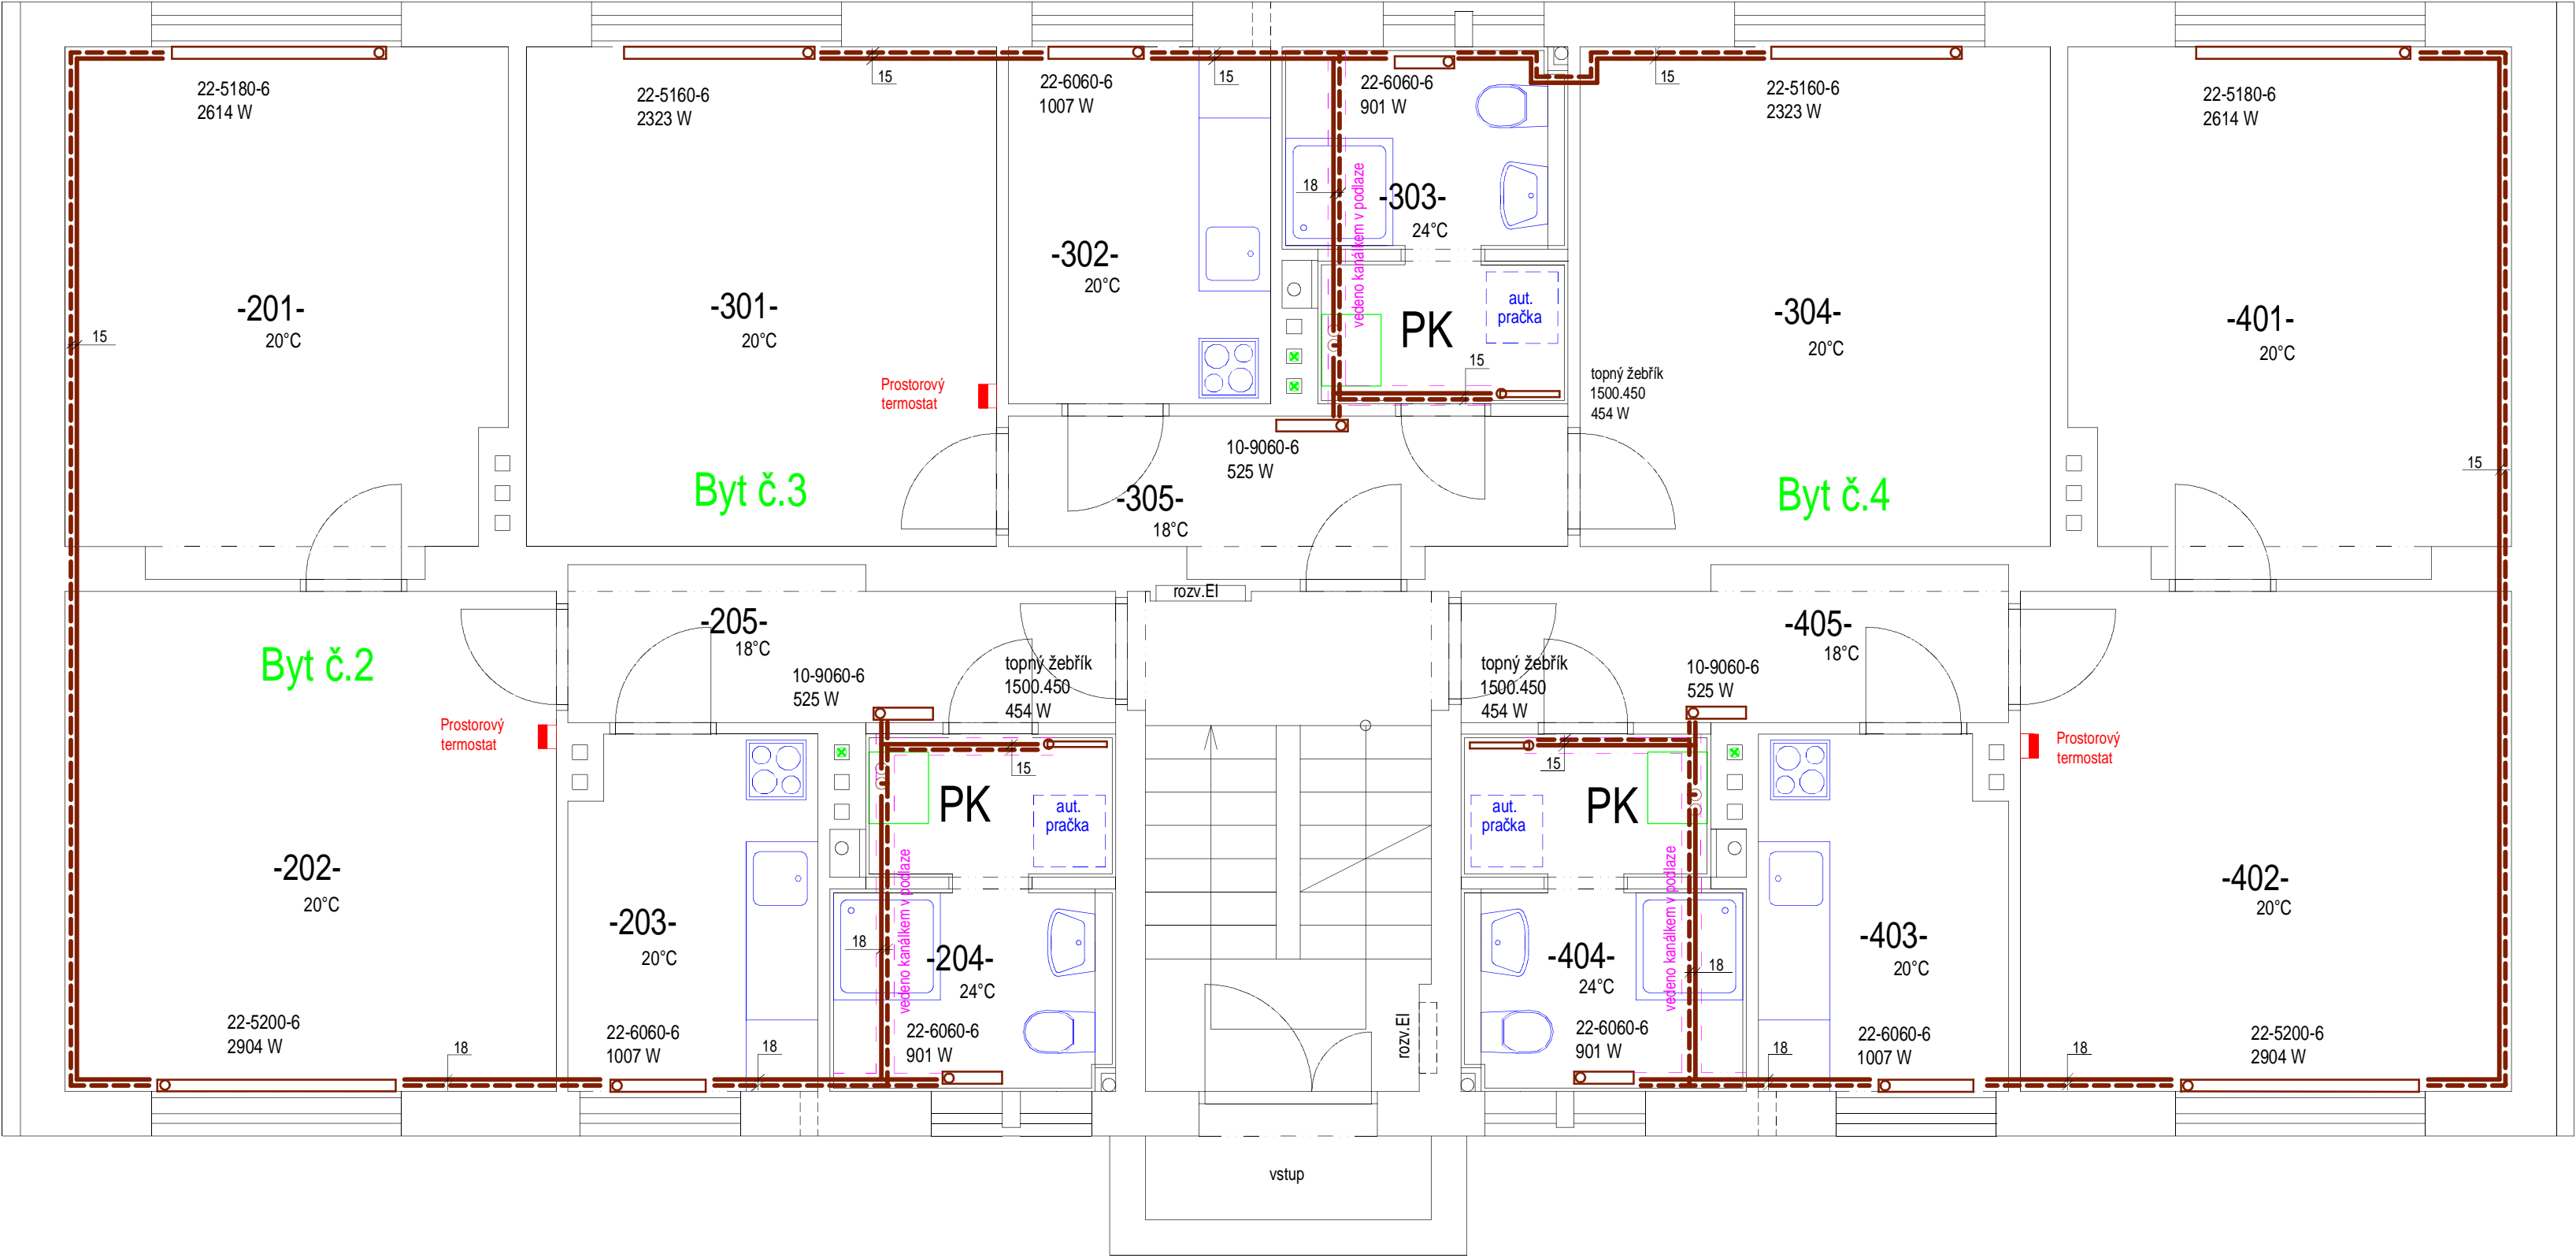 22-5180-6
2614 W
22-5160-6
2323 W
15
22-6060-6
1007 W
15
22-6060-6
901 W
15
22-5160-6
2323 W
22-5180-6
2614 W
18
vedeno kanálkem v podlaze
-303-
24°C
-302-
20°C
-201-
20°C
15
-301-
20°C
aut.
pračka
PK
-304-
20°C
-401-
20°C
15
Prostorový
termostat
topný žebřík
1500.450
454 W
10-9060-6
525 W
15
Byt č.3
-305-
18°C
Byt č.4
rozv.El
-205-
18°C
-405-
18°C
Byt č.2
10-9060-6
525 W
topný žebřík
1500.450
454 W
topný žebřík
1500.450
454 W
10-9060-6
525 W
Prostorový
termostat
Prostorový
termostat
15
15
PK
aut.
pračka
aut.
pračka
PK
vedeno kanálkem v podlaze
vedeno kanálkem v podlaze
-202-
20°C
-203-
20°C
18
-204-
24°C
-404-
24°C
18
-403-
20°C
-402-
20°C
22-5200-6
2904 W
18
22-6060-6
1007 W
18
22-6060-6
901 W
rozv.El
22-6060-6
901 W
18
22-6060-6
1007 W
18
22-5200-6
2904 W
vstup